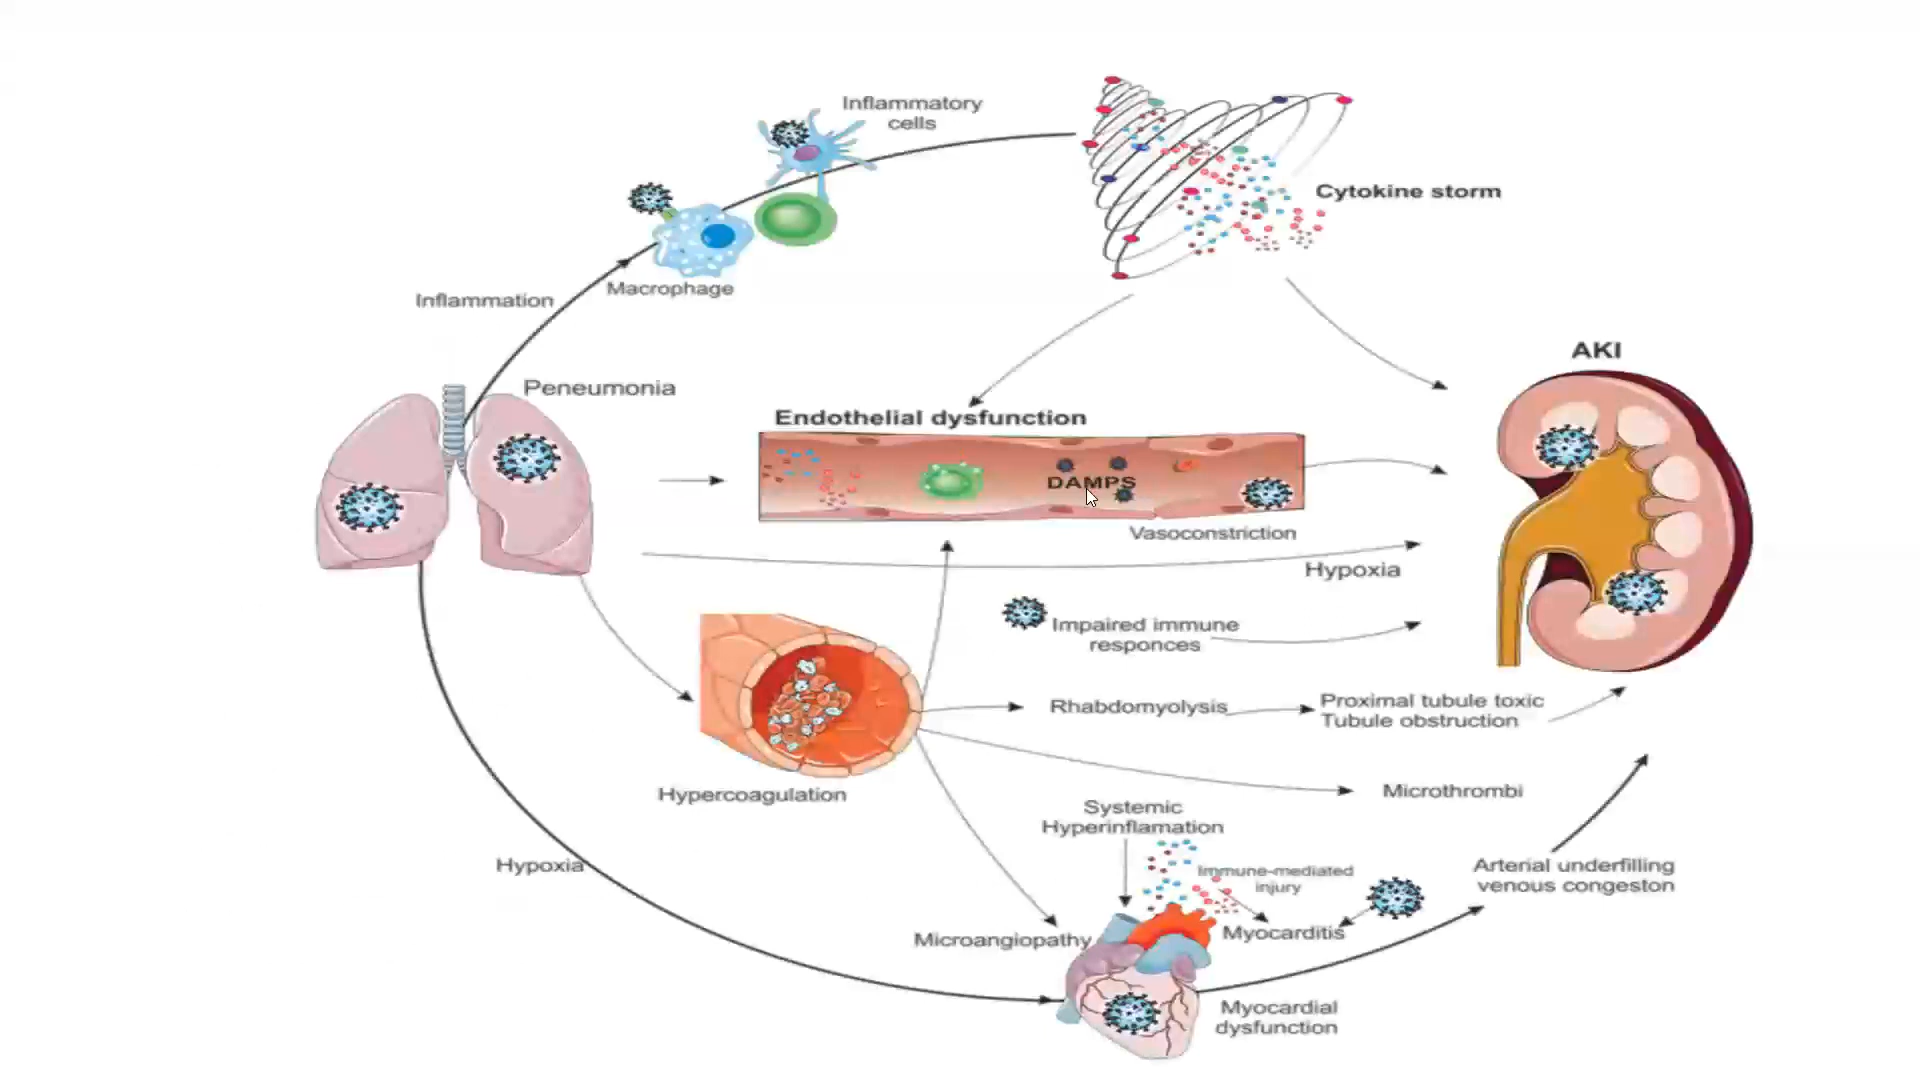 Inflammatory
cells
Cytokine storm
Macrophage
Inflammation
AKI
Peneumonia
Endothelial dysfunction
DAMPS
Vasoconstriction
Hypoxia
Impaired immune
responces
Rhabdomyolysis
Proximal tubule toxic
Tubule obstruction
Hypercoagulation
Microthrombi
Systemic
Hyperinflamation
Hypoxia
Immune-mediated
injury
Arterial underfilling
venous congeston
Microangiopathy
Myocarditis
Myocardial
dysfunction